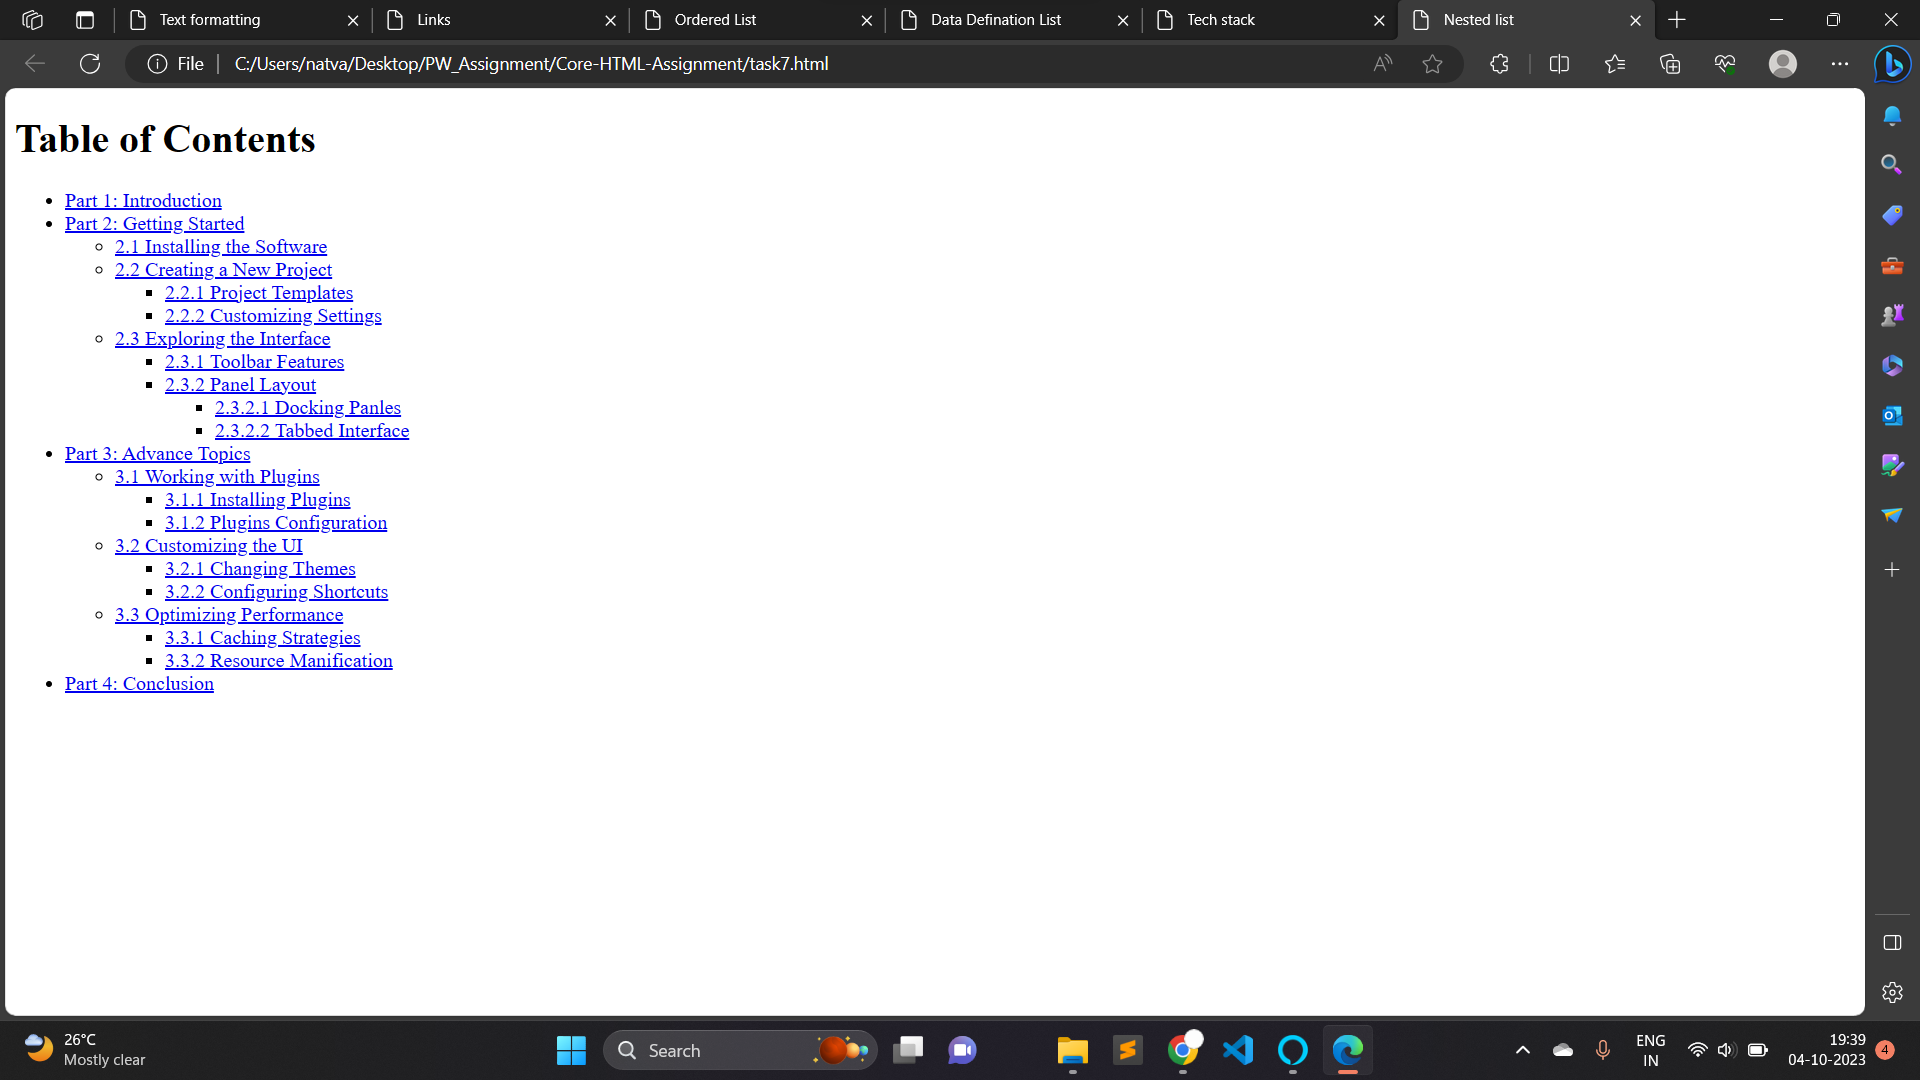 Text formatting
Links
Ordered List
Data Defination List
Tech stack
Nested list
File
C:/Users/natva/Desktop/PW_Assignment/Core-HTML-Assignment/task7.html
Table of Contents
Part 1: Introduction
Part 2: Getting Started
2.1 Installing the Software
2.2 Creating a New Project
2.2.1 Project Templates
2.2.2 Customizing Settings
2.3 Exploring the Interface
2.3.1 Toolbar Features
2.3.2 Panel Layout
2.3.2.1 Docking Panles
2.3.2.2 Tabbed Interface
Part 3: Advance Topics
3.1 Working with Plugins
3.1.1 Installing Plugins
3.1.2 Plugins Configuration
3.2 Customizing the UI
3.2.1 Changing Themes
3.2.2 Configuring Shortcuts
3.3 Optimizing Performance
3.3.1 Caching Strategies
3.3.2 Resource Manification
Part 4: Conclusion
26°C
Mostly clear
Search
ENG
IN
19:39
04-10-2023
4